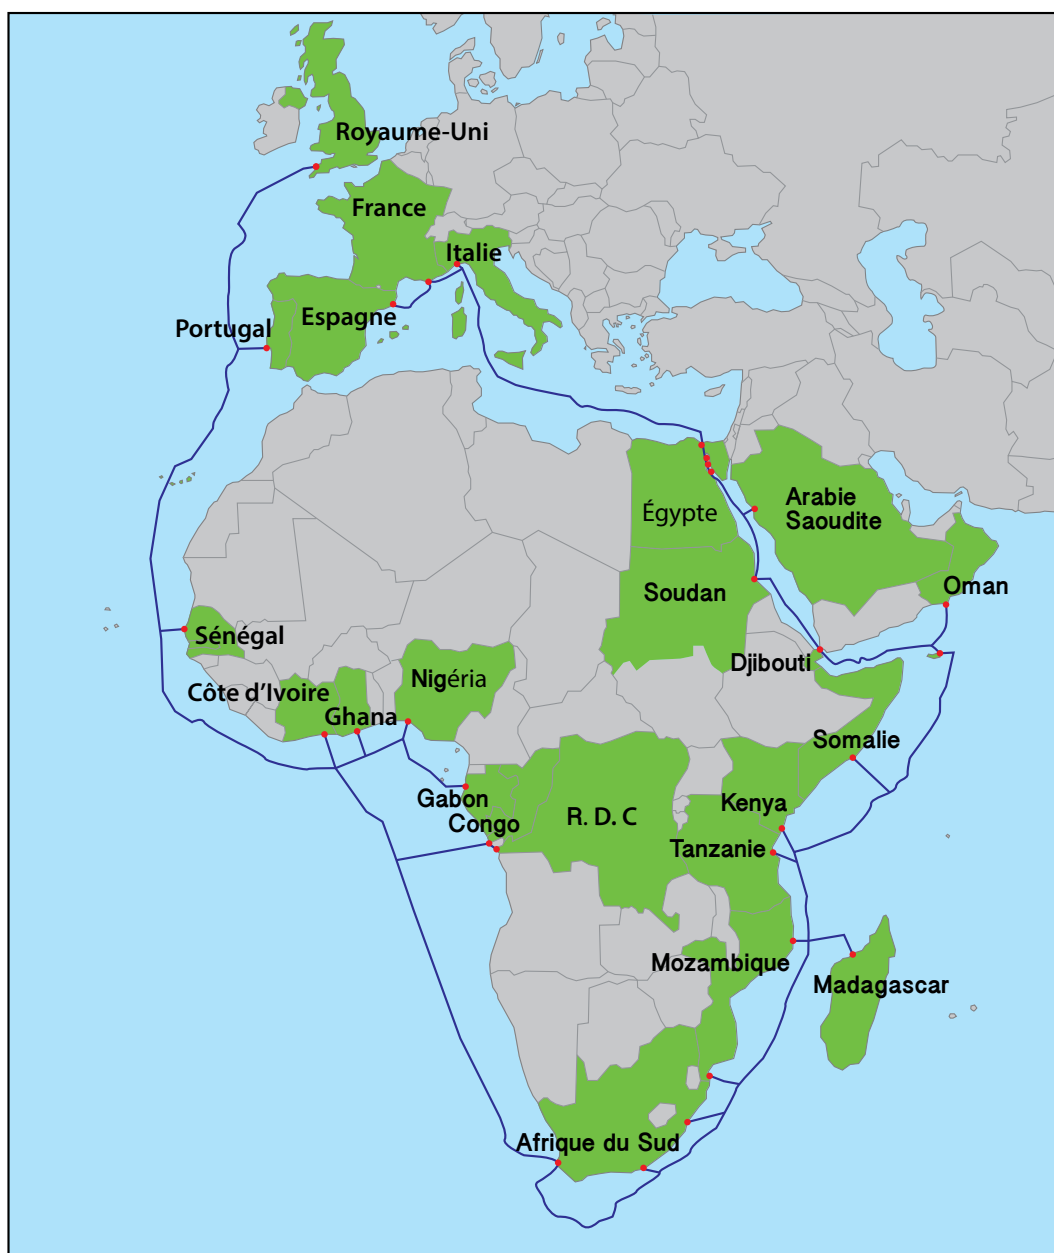 Royaume-Uni
France
Italie
Espagne
Portugal
Égypte
Arabie
Saoudite
Soudan
Oman
Sénégal
Djibouti
Nigéria
Côte d'Ivoire
Ghana
Somalie
Gabon
Kenya
Congo
R. D. C
Tanzanie
Mozambique
Madagascar
Afrique du Sud